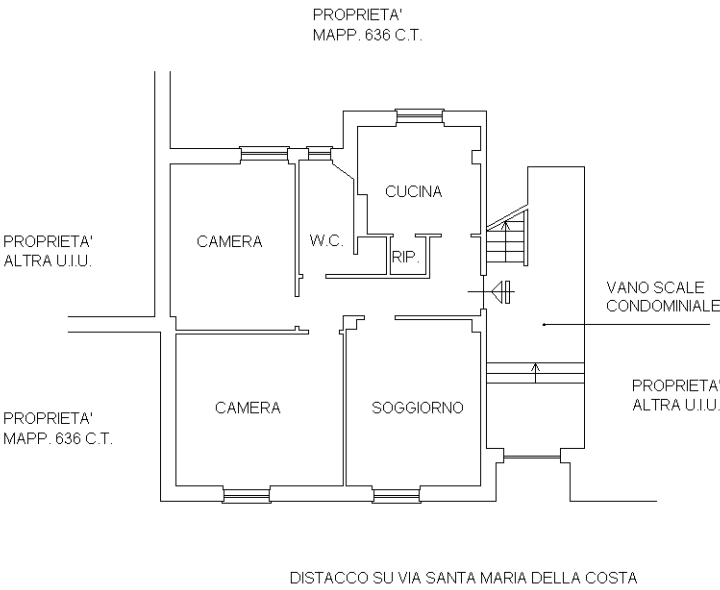 PROPRIETA'
MAPP. 636 C.T.
CUCINA
CAMERA
W.C.
RIP.
PROPRIETA'
ALTRA U.I.U.
VANO SCALE
CONDOMINIALE
PROPRIETA'
ALTRA U.I.U.
CAMERA
SOGGIORNO
PROPRIETA'
MAPP. 636 C.T.
DISTACCO SU VIA SANTA MARIA DELLA COSTA